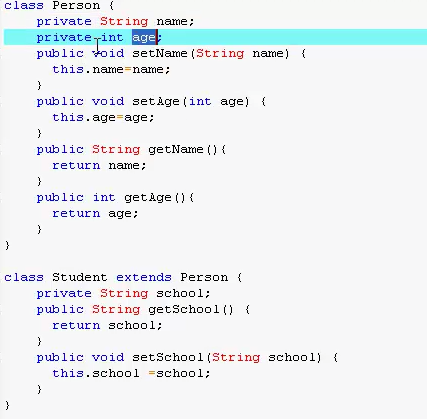 class Person {
private String name;
private int age;
public void setName(String name) {
this.name=name;
}
public void setAge(int age) {
this.age=age;
}
public String getName(){
return name;
}
public int getAge(){
return age;
}
}
class Student extends Person {
private String school;
public String getSchool() {
return school;
}
public void setSchool(String school) {
this.school =school;
}
}